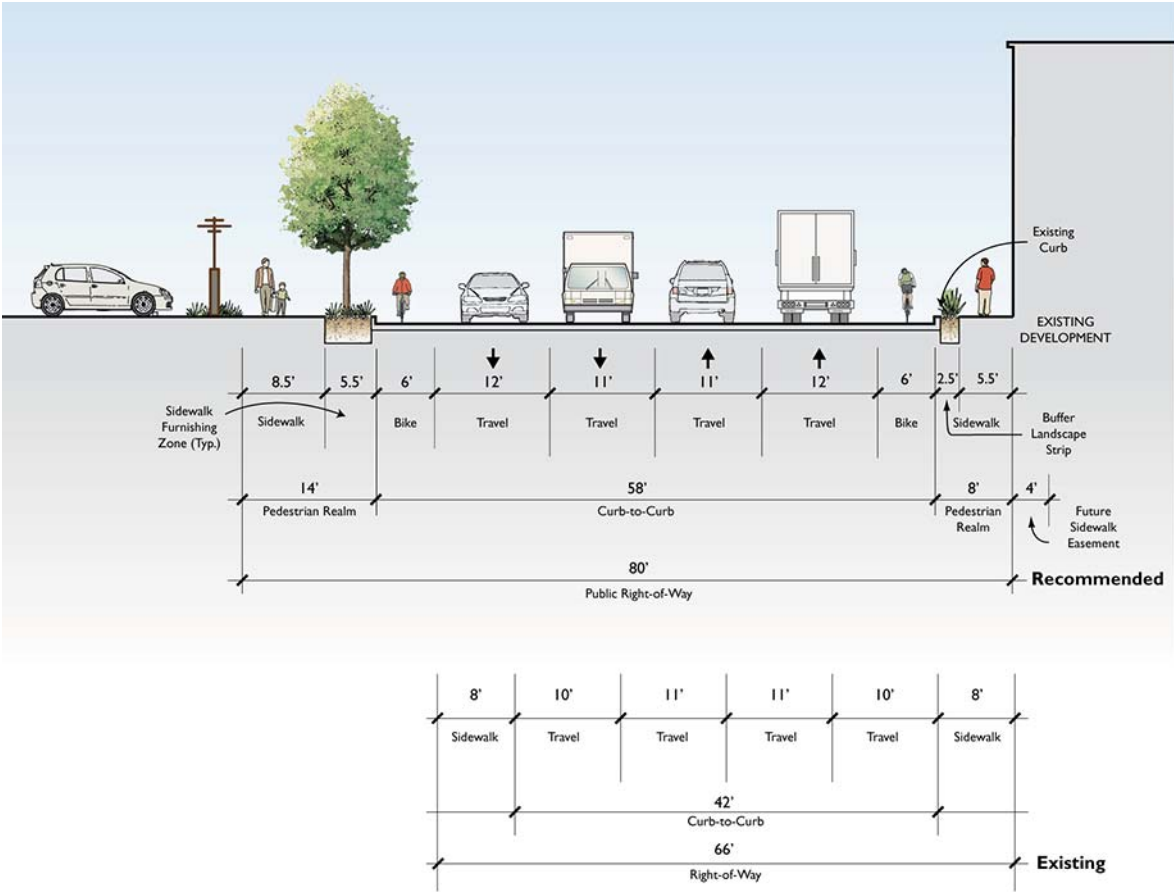 Existing
Curb
EXISTING
DEVELOPMENT
8.5' 5.5' 6' 12' 11' 11' 12' 6' 2.5' 5.5'
Sidewalk
Furnishing
Zone (Typ.)
Sidewalk Bike Travel Travel Travel Travel Bike Sidewalk
Buffer
Landscape
Strip
14' 58' 8' 4'
Pedestrian Realm Curb-to-Curb Pedestrian
Realm
Future
Sidewalk
Easement
80'
Public Right-of-Way
Recommended
8' 10' 11' 11' 10' 8'
Sidewalk Travel Travel Travel Travel Sidewalk
42'
Curb-to-Curb
66'
Right-of-Way
Existing